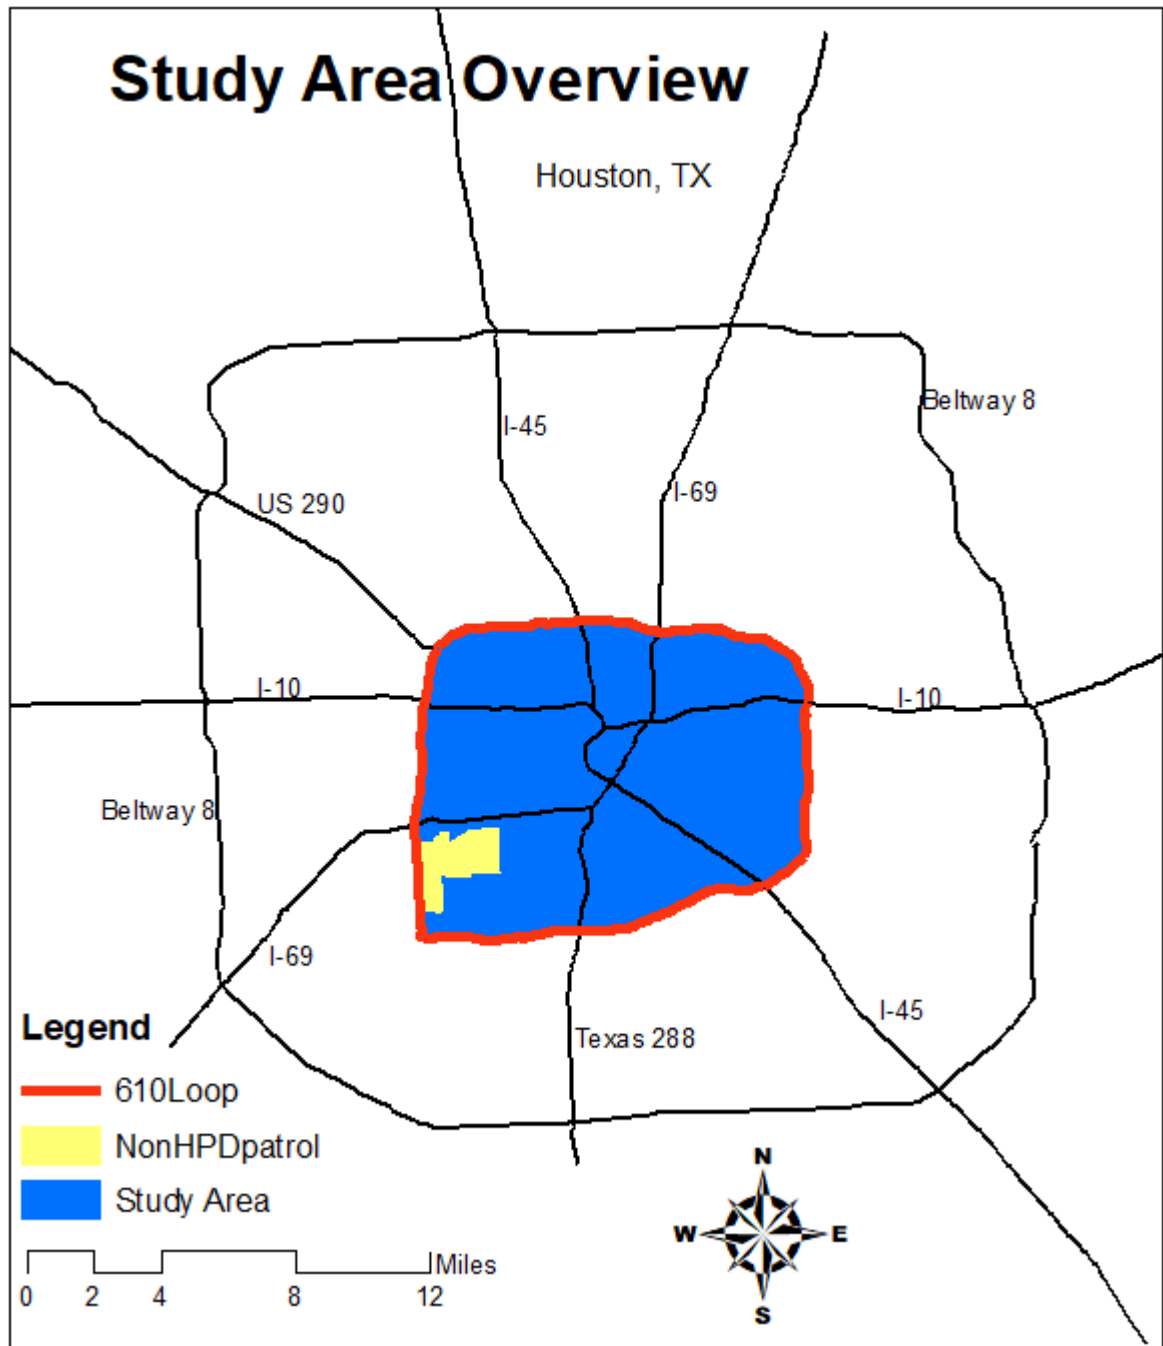 Study Area Overview
Houston, TX
Beltway 8
I-45
I-69
US 290
I-10
I-10
Beltway 8
I-69
I-45
Texas 288
Legend
610Loop
NonHPDpatrol
Study Area
Miles
0 2 4 8 12
N
W E
S